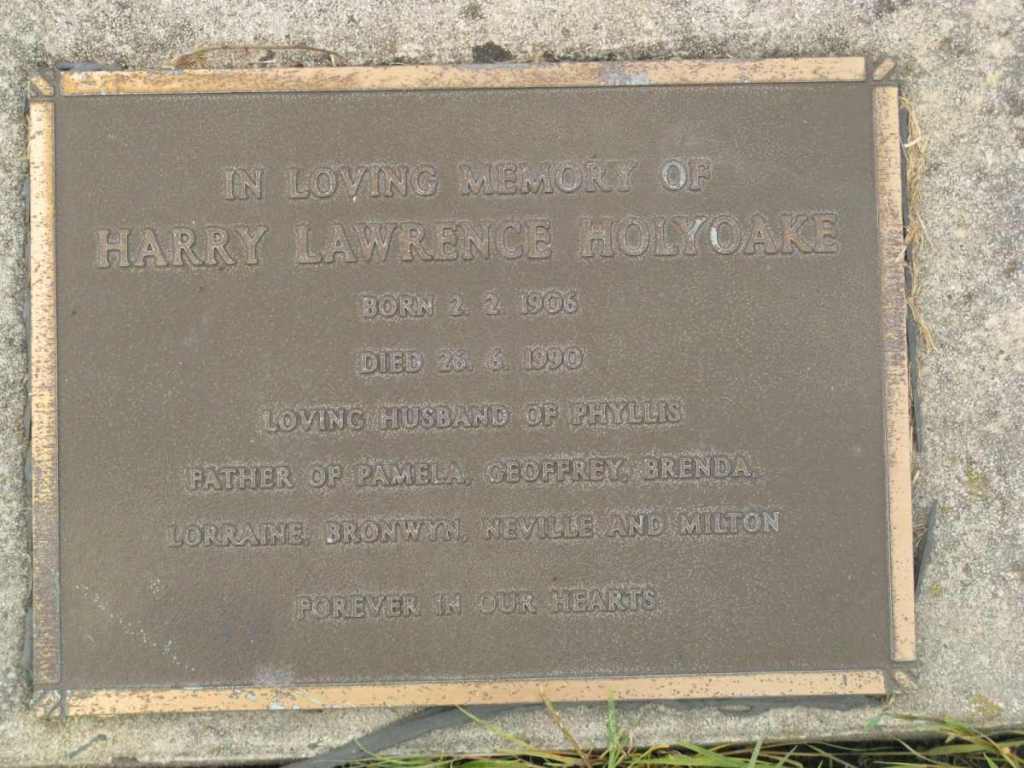 IN LOVING MEMORY OF
HARRY LAWRENCE HOLYOAKE
BORN 2. 2. 1906
DIED 26. 6. 1990
LOVING HUSBAND OF PHYLLIS
FATHER OF PAMELA, GEOFFREY, BRENDA,
LORRAINE, BRONWYN, NEVILLE AND MILTON
FOREVER IN OUR HEARTS